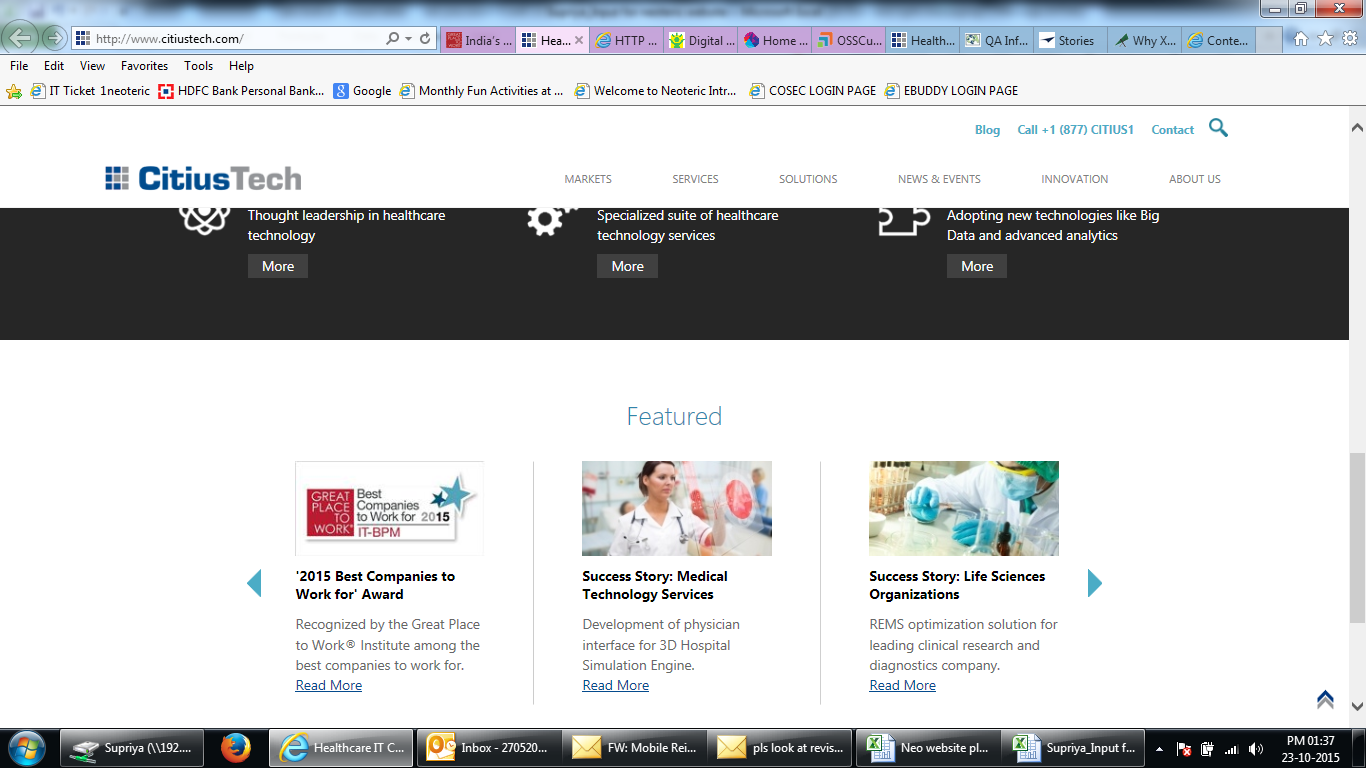 http://www.citiustech.com/
India's ...
Hea...
HTTP ...
Digital ...
Home ...
OSSCu...
Health...
QA Inf...
Stories
Why X...
Conte...
File Edit View Favorites Tools Help
IT Ticket 1neoteric
HDFC Bank Personal Bank...
Google
Monthly Fun Activities at ...
Welcome to Neoteric Intr...
COSEC LOGIN PAGE
EBUDDY LOGIN PAGE
Blog Call +1 (877) CITIUS1 Contact
CitiusTech
MARKETS SERVICES SOLUTIONS NEWS & EVENTS INNOVATION ABOUT US
Thought leadership in healthcare
technology
More
Specialized suite of healthcare
technology services
More
Adopting new technologies like Big
Data and advanced analytics
More
Featured
GREAT
PLACE
TO
WORK®
Best
Companies
to Work for 2015
IT-BPM
'2015 Best Companies to
Work for' Award
Recognized by the Great Place
to Work® Institute among the
best companies to work for.
Read More
Success Story: Medical
Technology Services
Development of physician
interface for 3D Hospital
Simulation Engine.
Read More
Success Story: Life Sciences
Organizations
REMS optimization solution for
leading clinical research and
diagnostics company.
Read More
Supriya (\\192....
Healthcare IT C...
Inbox - 270520...
FW: Mobile Rei...
pls look at revis...
Neo website pl...
Supriya_Input f...
PM 01:37
23-10-2015